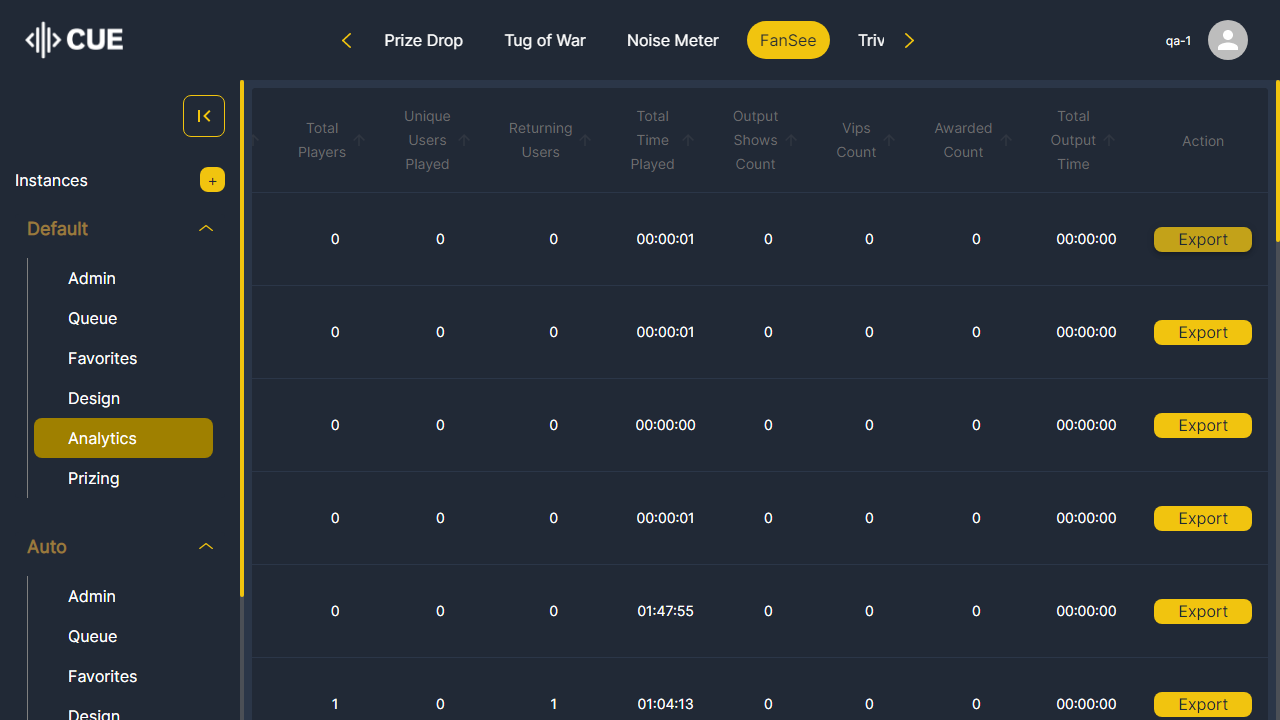 CUE
Prize Drop
Tug of War
Noise Meter
FanSee
Triv
qa-1
Instances
+
Default
Admin
Queue
Favorites
Design
Analytics
Prizing
Auto
Admin
Queue
Favorites
Design
Total
Players
Unique
Users
Played
Returning
Users
Total
Time
Played
Output
Shows
Count
Vips
Count
Awarded
Count
Total
Output
Time
Action
0 0 0 00:00:01 0 0 0 00:00:00 Export
0 0 0 00:00:01 0 0 0 00:00:00 Export
0 0 0 00:00:00 0 0 0 00:00:00 Export
0 0 0 00:00:01 0 0 0 00:00:00 Export
0 0 0 01:47:55 0 0 0 00:00:00 Export
1 0 1 01:04:13 0 0 0 00:00:00 Export